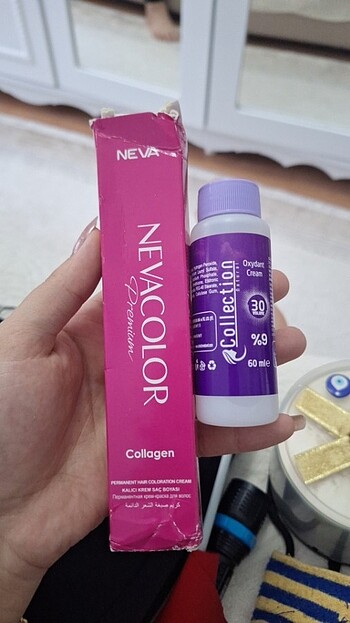 NEVA
NEVACOLOR
Premium
Collagen
PERMANENT HAIR COLORATION CREAM
KALICI KREM SAÇ BOYASI
Перманентная крем-краска для волос
كريم صبغة الشعر الدائمة
Collection
Oxydant
Cream
30
VOLUME
%9
60 ml e